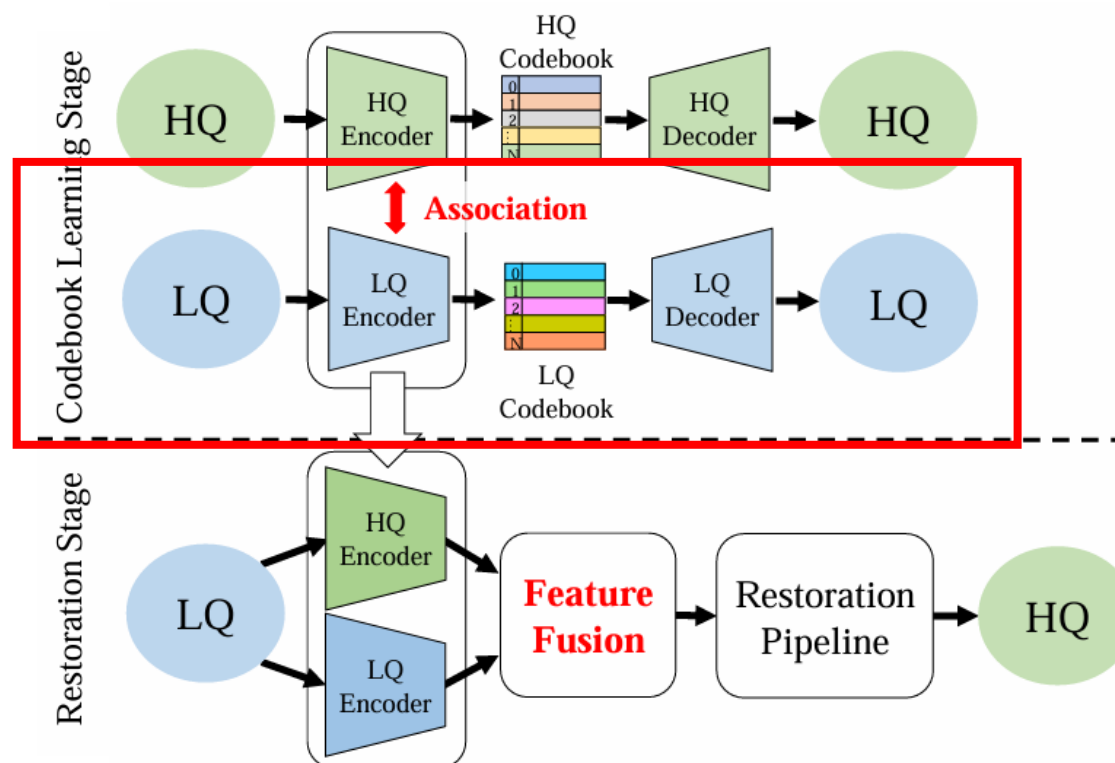 Codebook Learning Stage
HQ
HQ
Encoder
HQ
Codebook
0
1
2
⋮
N
HQ
Decoder
HQ
Association
LQ
LQ
Encoder
0
1
2
⋮
N
LQ
Codebook
LQ
Decoder
LQ
Restoration Stage
LQ
HQ
Encoder
LQ
Encoder
Feature
Fusion
Restoration
Pipeline
HQ